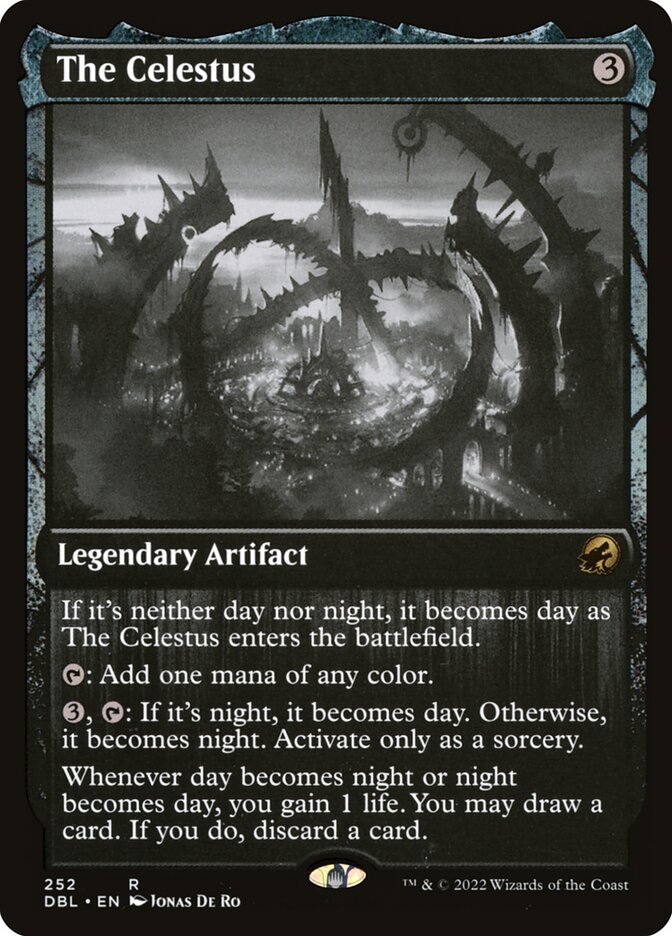 The Celestus 3
Legendary Artifact
If it's neither day nor night, it becomes day as
The Celestus enters the battlefield.
: Add one mana of any color.
3, : If it's night, it becomes day. Otherwise,
it becomes night. Activate only as a sorcery.
Whenever day becomes night or night
becomes day, you gain 1 life. You may draw a
card. If you do, discard a card.
252 R
DBL • EN Jonas De Ro
™ & © 2022 Wizards of the Coast